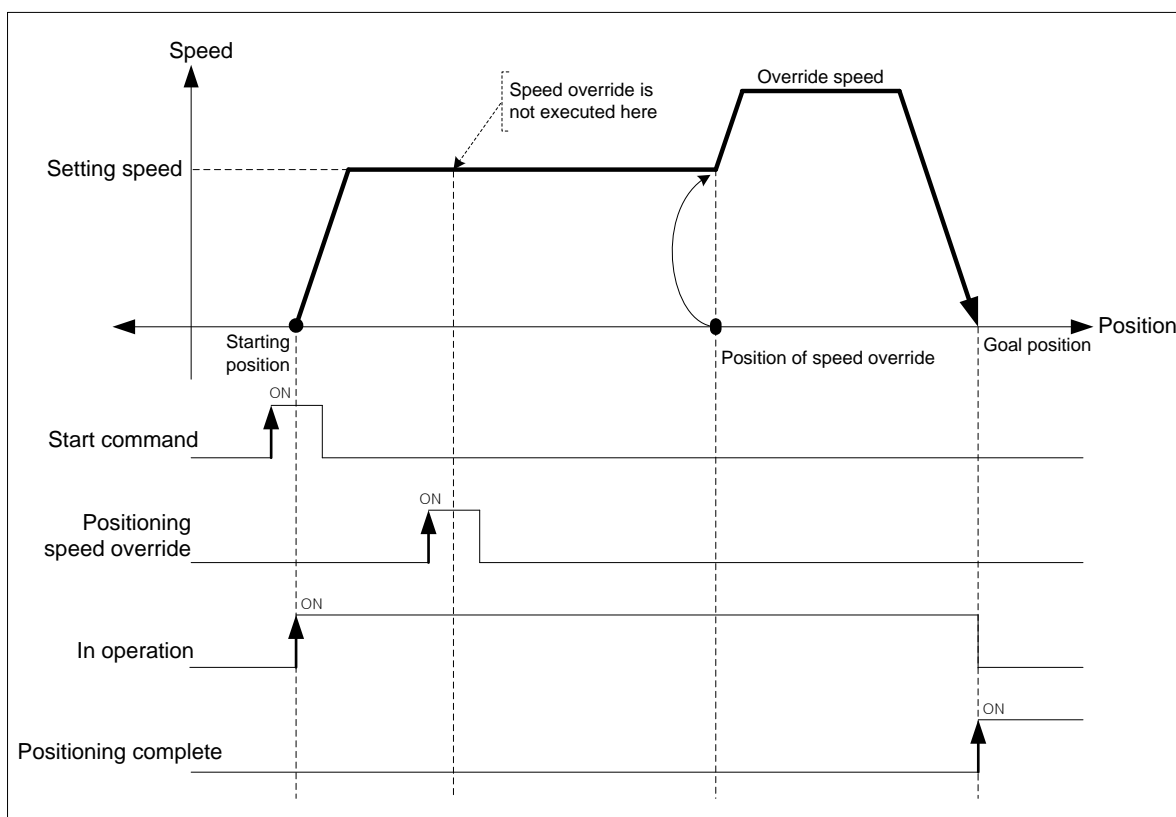 Speed
Override speed
Speed override is
not executed here
Setting speed
Position
Starting
position
Position of speed override
Goal position
ON
Start command
ON
Positioning
speed override
ON
In operation
ON
Positioning complete